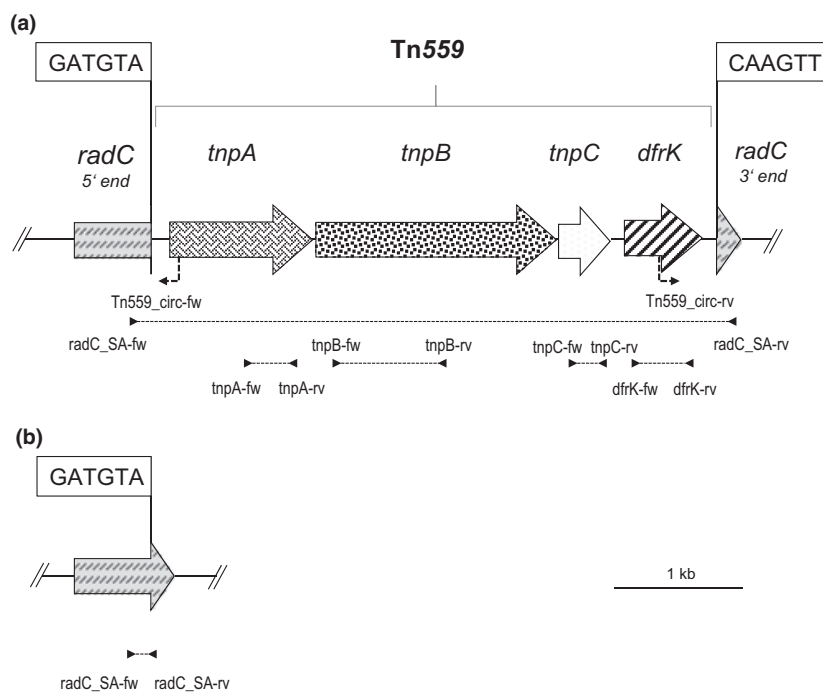 (a)
GATGTA
Tn559
CAAGTT
radC
5' end
tnpA
tnpB
tnpC
dfrK
radC
3' end
Tn559_circ-fw
Tn559_circ-rv
radC_SA-fw
tnpB-fw
tnpB-rv
tnpC-fw
tnpC-rv
radC_SA-rv
tnpA-fw
tnpA-rv
dfrK-fw
dfrK-rv
(b)
GATGTA
1 kb
radC_SA-fw
radC_SA-rv